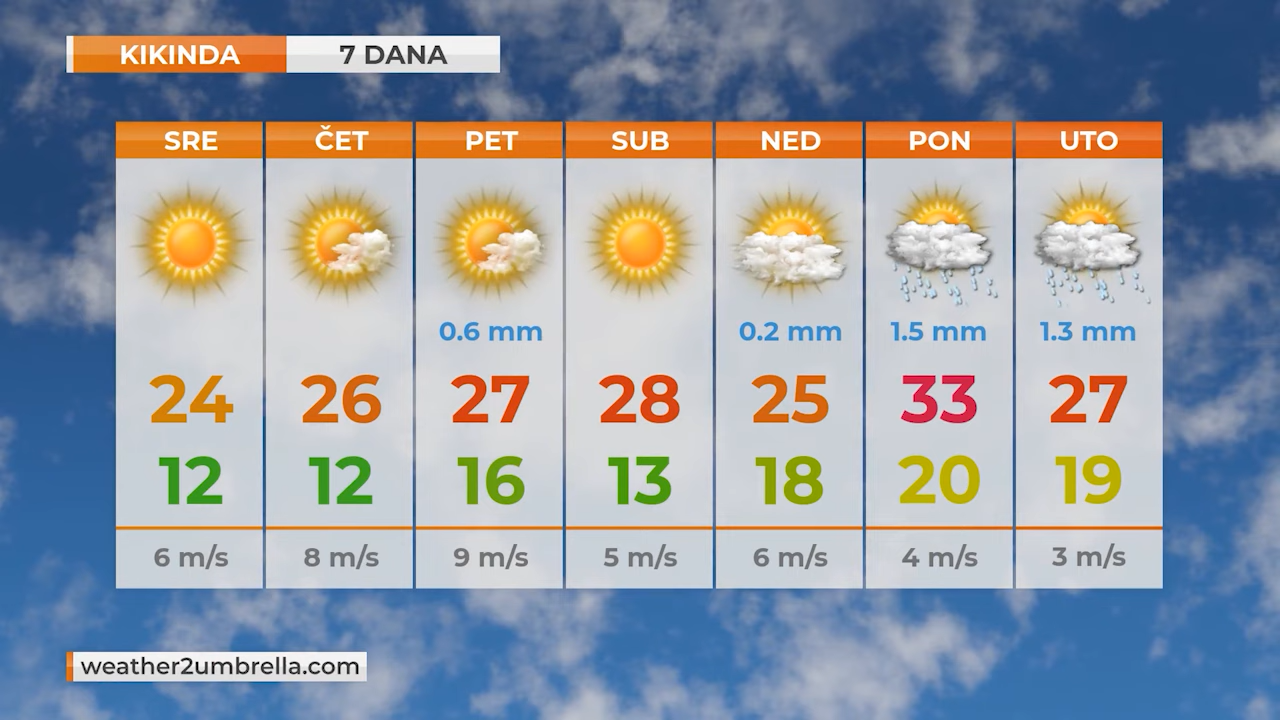 KIKINDA 7 DANA
SRE ČET PET SUB NED PON UTO
0.6 mm 0.2 mm 1.5 mm 1.3 mm
24 26 27 28 25 33 27
12 12 16 13 18 20 19
6 m/s 8 m/s 9 m/s 5 m/s 6 m/s 4 m/s 3 m/s
weather2umbrella.com